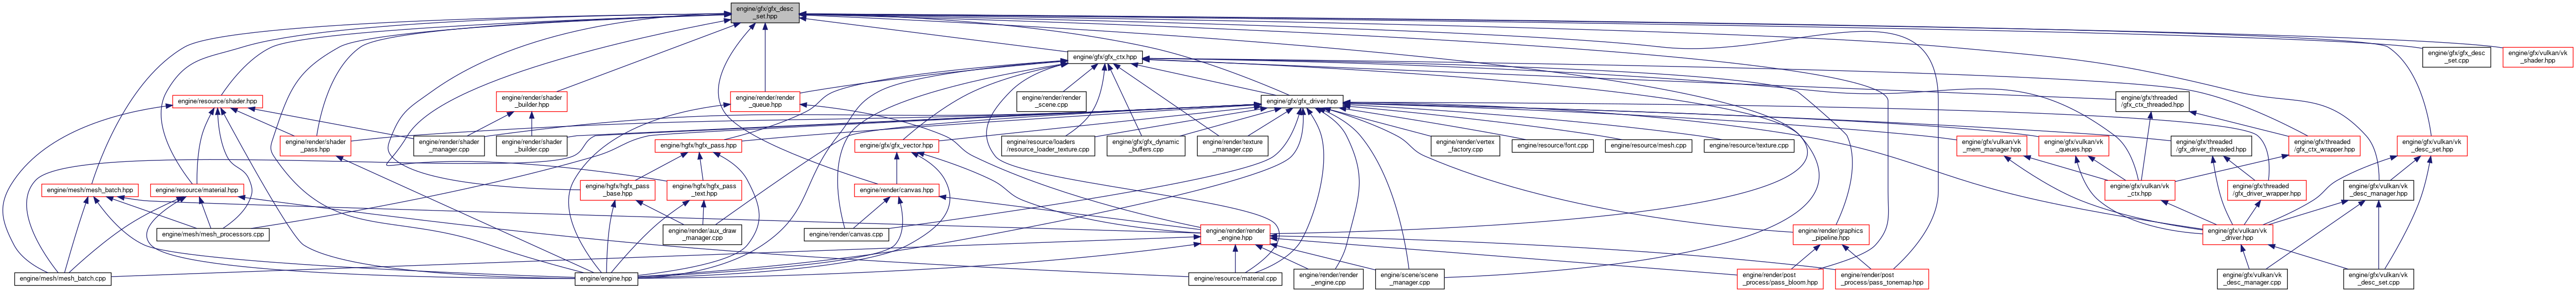 engine/gfx/gfx_desc
_set.hpp
engine/gfx/gfx_ctx.hpp
engine/gfx/gfx_desc
_set.cpp
engine/gfx/vulkan/vk
_shader.hpp
engine/resource/shader.hpp
engine/render/shader
_builder.hpp
engine/render/render
_queue.hpp
engine/render/render
_scene.cpp
engine/gfx/gfx_driver.hpp
engine/gfx/threaded
/gfx_ctx_threaded.hpp
engine/render/shader
_pass.hpp
engine/render/shader
_manager.cpp
engine/render/shader
_builder.cpp
engine/hgfx/hgfx_pass.hpp
engine/gfx/gfx_vector.hpp
engine/resource/loaders
/resource_loader_texture.cpp
engine/gfx/gfx_dynamic
_buffers.cpp
engine/render/texture
_manager.cpp
engine/render/vertex
_factory.cpp
engine/resource/font.cpp
engine/resource/mesh.cpp
engine/resource/texture.cpp
engine/gfx/vulkan/vk
_mem_manager.hpp
engine/gfx/vulkan/vk
_queues.hpp
engine/gfx/threaded
/gfx_driver_threaded.hpp
engine/gfx/threaded
/gfx_ctx_wrapper.hpp
engine/gfx/vulkan/vk
_desc_set.hpp
engine/mesh/mesh_batch.hpp
engine/resource/material.hpp
engine/hgfx/hgfx_pass
_base.hpp
engine/hgfx/hgfx_pass
_text.hpp
engine/render/canvas.hpp
engine/gfx/vulkan/vk
_ctx.hpp
engine/gfx/threaded
/gfx_driver_wrapper.hpp
engine/gfx/vulkan/vk
_desc_manager.hpp
engine/mesh/mesh_processors.cpp
engine/render/aux_draw
_manager.cpp
engine/render/canvas.cpp
engine/render/render
_engine.hpp
engine/render/graphics
_pipeline.hpp
engine/gfx/vulkan/vk
_driver.hpp
engine/mesh/mesh_batch.cpp
engine/engine.hpp
engine/resource/material.cpp
engine/render/render
_engine.cpp
engine/scene/scene
_manager.cpp
engine/render/post
_process/pass_bloom.hpp
engine/render/post
_process/pass_tonemap.hpp
engine/gfx/vulkan/vk
_desc_manager.cpp
engine/gfx/vulkan/vk
_desc_set.cpp